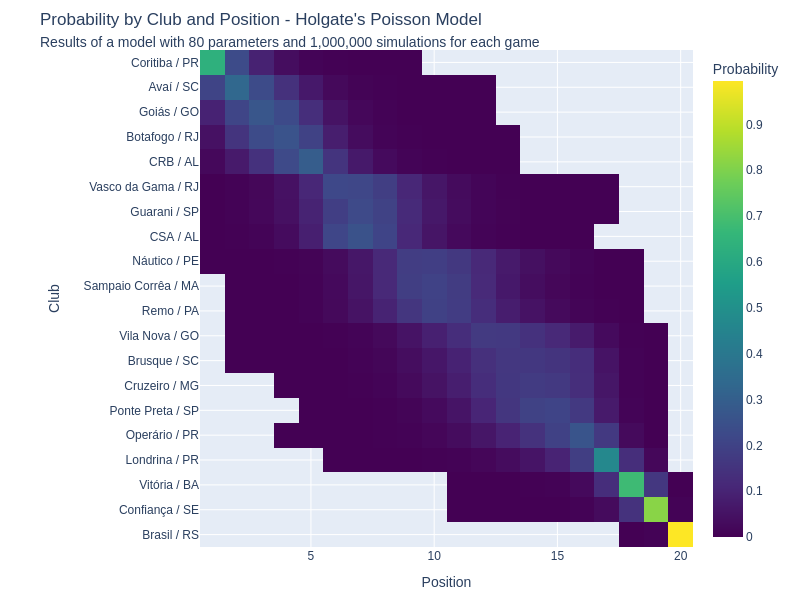 Probability by Club and Position - Holgate's Poisson Model
Results of a model with 80 parameters and 1,000,000 simulations for each game
Probability
Coritiba / PR
Avaí / SC
Goiás / GO
Botafogo / RJ
CRB / AL
Vasco da Gama / RJ
Guarani / SP
CSA / AL
Náutico / PE
Sampaio Corrêa / MA
Remo / PA
Vila Nova / GO
Brusque / SC
Cruzeiro / MG
Ponte Preta / SP
Operário / PR
Londrina / PR
Vitória / BA
Confiança / SE
Brasil / RS
Club
5
10
15
20
Position
0.9
0.8
0.7
0.6
0.5
0.4
0.3
0.2
0.1
0